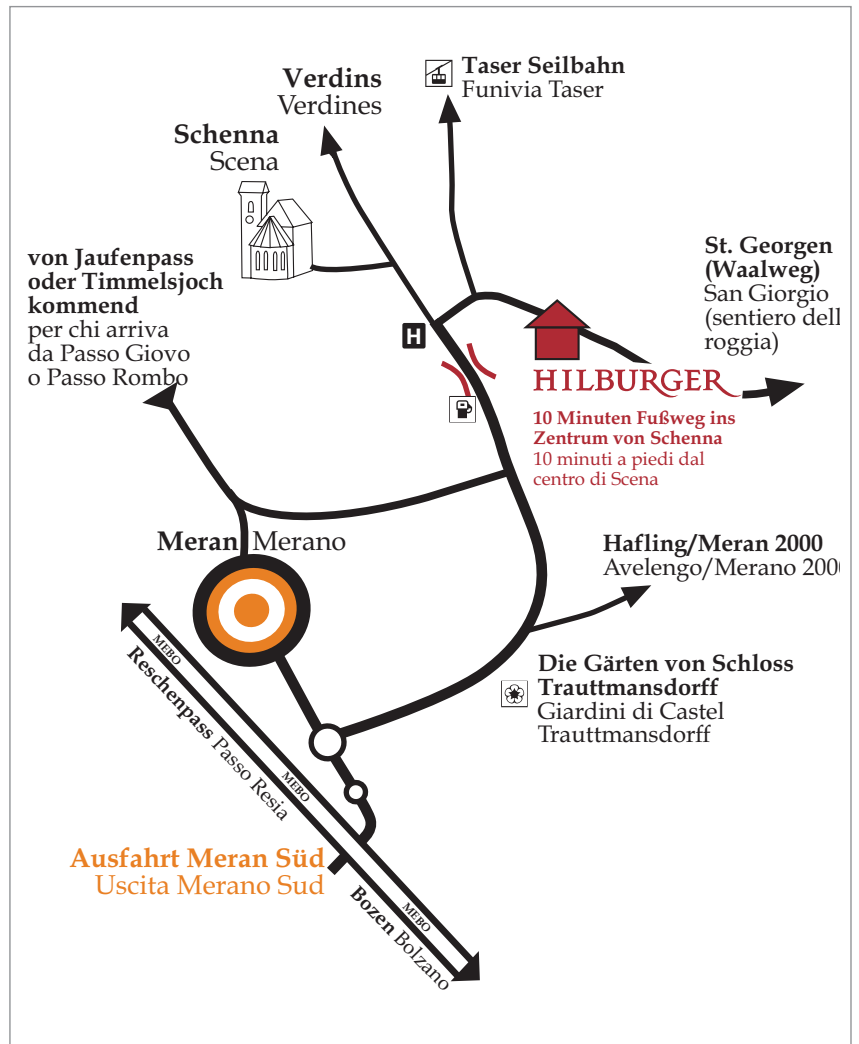 Taser Seilbahn
Funivia Taser
Verdins
Verdines
Schenna
Scena
von Jaufenpass
oder Timmelsjoch
kommend
per chi arriva
da Passo Giovo
o Passo Rombo
St. Georgen
(Waalweg)
San Giorgio
(sentiero dell
roggia)
H
HILBURGER
10 Minuten Fußweg ins
Zentrum von Schenna
10 minuti a piedi dal
centro di Scena
Meran Merano
Hafling/Meran 2000
Avelengo/Merano 200
MEBO
Reschenpass Passo Resia
MEBO
Die Gärten von Schloss
Trauttmansdorff
Giardini di Castel
Trauttmansdorff
Ausfahrt Meran Süd
Uscita Merano Sud
MEBO
Bozen Bolzano